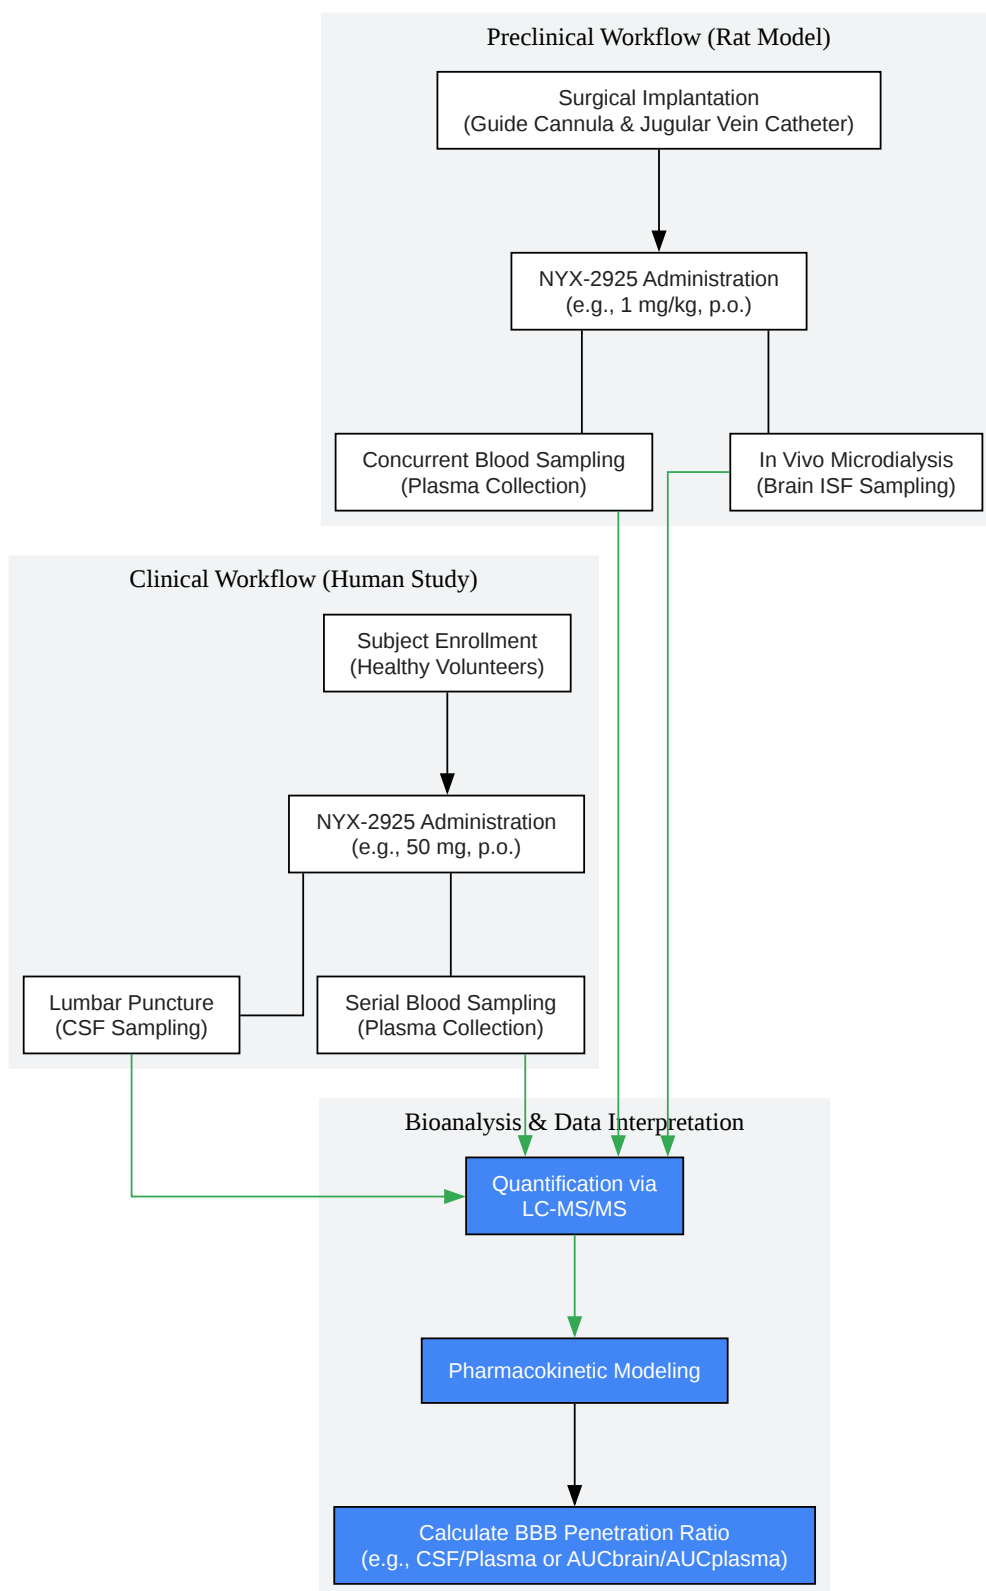 Preclinical Workflow (Rat Model)
Surgical Implantation
(Guide Cannula & Jugular Vein Catheter)
NYX-2925 Administration
(e.g., 1 mg/kg, p.o.)
Concurrent Blood Sampling
(Plasma Collection)
In Vivo Microdialysis
(Brain ISF Sampling)
Clinical Workflow (Human Study)
Subject Enrollment
(Healthy Volunteers)
NYX-2925 Administration
(e.g., 50 mg, p.o.)
Lumbar Puncture
(CSF Sampling)
Serial Blood Sampling
(Plasma Collection)
Bioanalysis & Data Interpretation
Quantification via
LC-MS/MS
Pharmacokinetic Modeling
Calculate BBB Penetration Ratio
(e.g., CSF/Plasma or AUCbrain/AUCplasma)